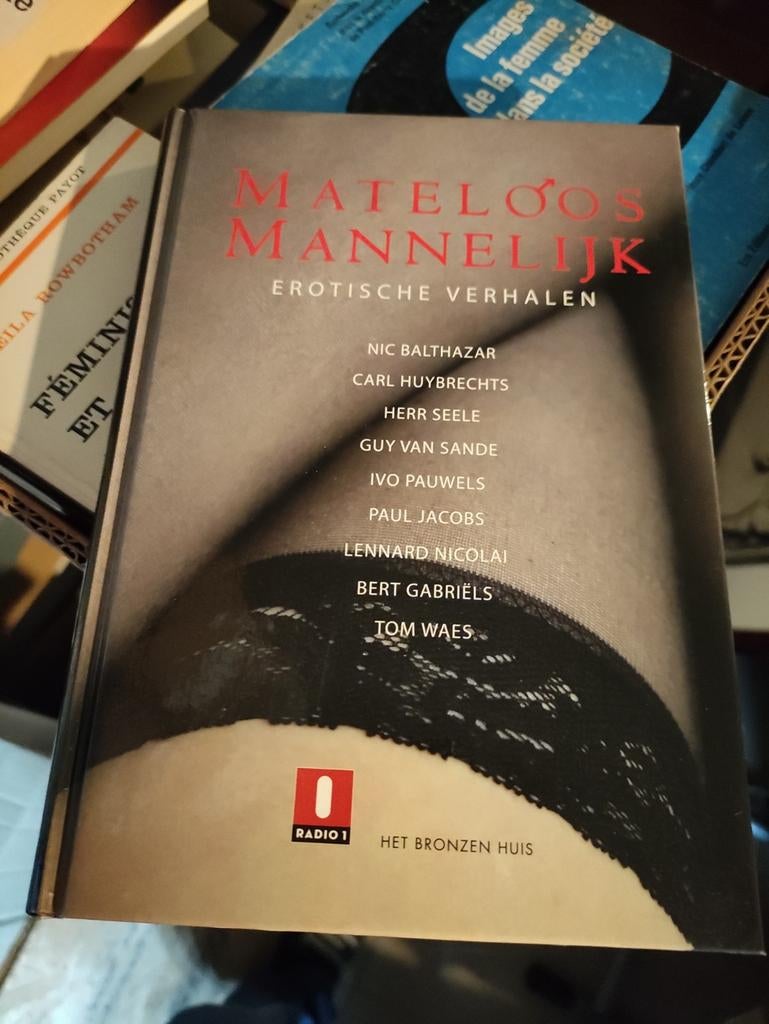 Images
de la femme
dans la société
OTHÈQUE PAYOT
EILA ROWBOTHAM
FÉMINIS
ET
MATELOOS
MANNELIJK
EROTISCHE VERHALEN
NIC BALTHAZAR
CARL HUYBRECHTS
HERR SEELE
GUY VAN SANDE
IVO PAUWELS
PAUL JACOBS
LENNARD NICOLAI
BERT GABRIËLS
TOM WAES
RADIO 1
HET BRONZEN HUIS